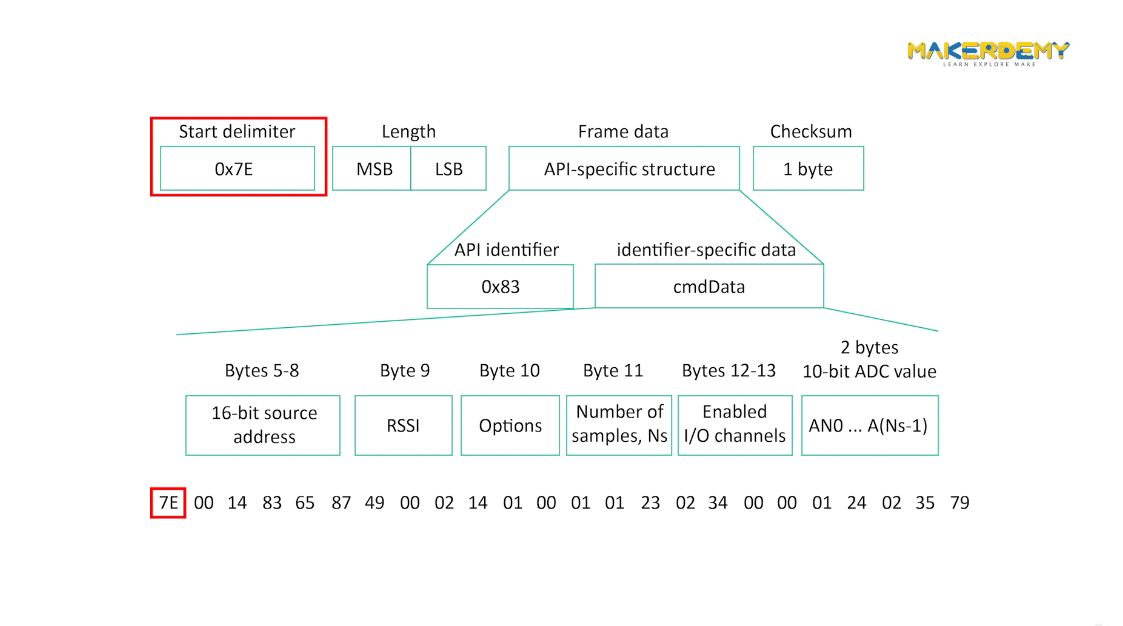 MAKERDEMY
LEARN EXPLORE MAKE
Start delimiter
Length
Frame data
Checksum
0x7E
MSB
LSB
API-specific structure
1 byte
API identifier
identifier-specific data
0x83
cmdData
Bytes 5-8
Byte 9
Byte 10
Byte 11
Bytes 12-13
2 bytes
10-bit ADC value
16-bit source
address
RSSI
Options
Number of
samples, Ns
Enabled
I/O channels
AN0 ... A(Ns-1)
7E 00 14 83 65 87 49 00 02 14 01 00 01 01 23 02 34 00 00 01 24 02 35 79